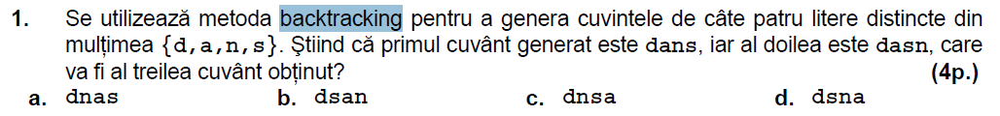 1. Se utilizează metoda backtracking pentru a genera cuvintele de câte patru litere distincte din
mulțimea {d,a,n,s}. Ştiind că primul cuvânt generat este dans, iar al doilea este dasn, care
va fi al treilea cuvânt obținut? (4p.)
a. dnas b. dsan c. dnsa d. dsna